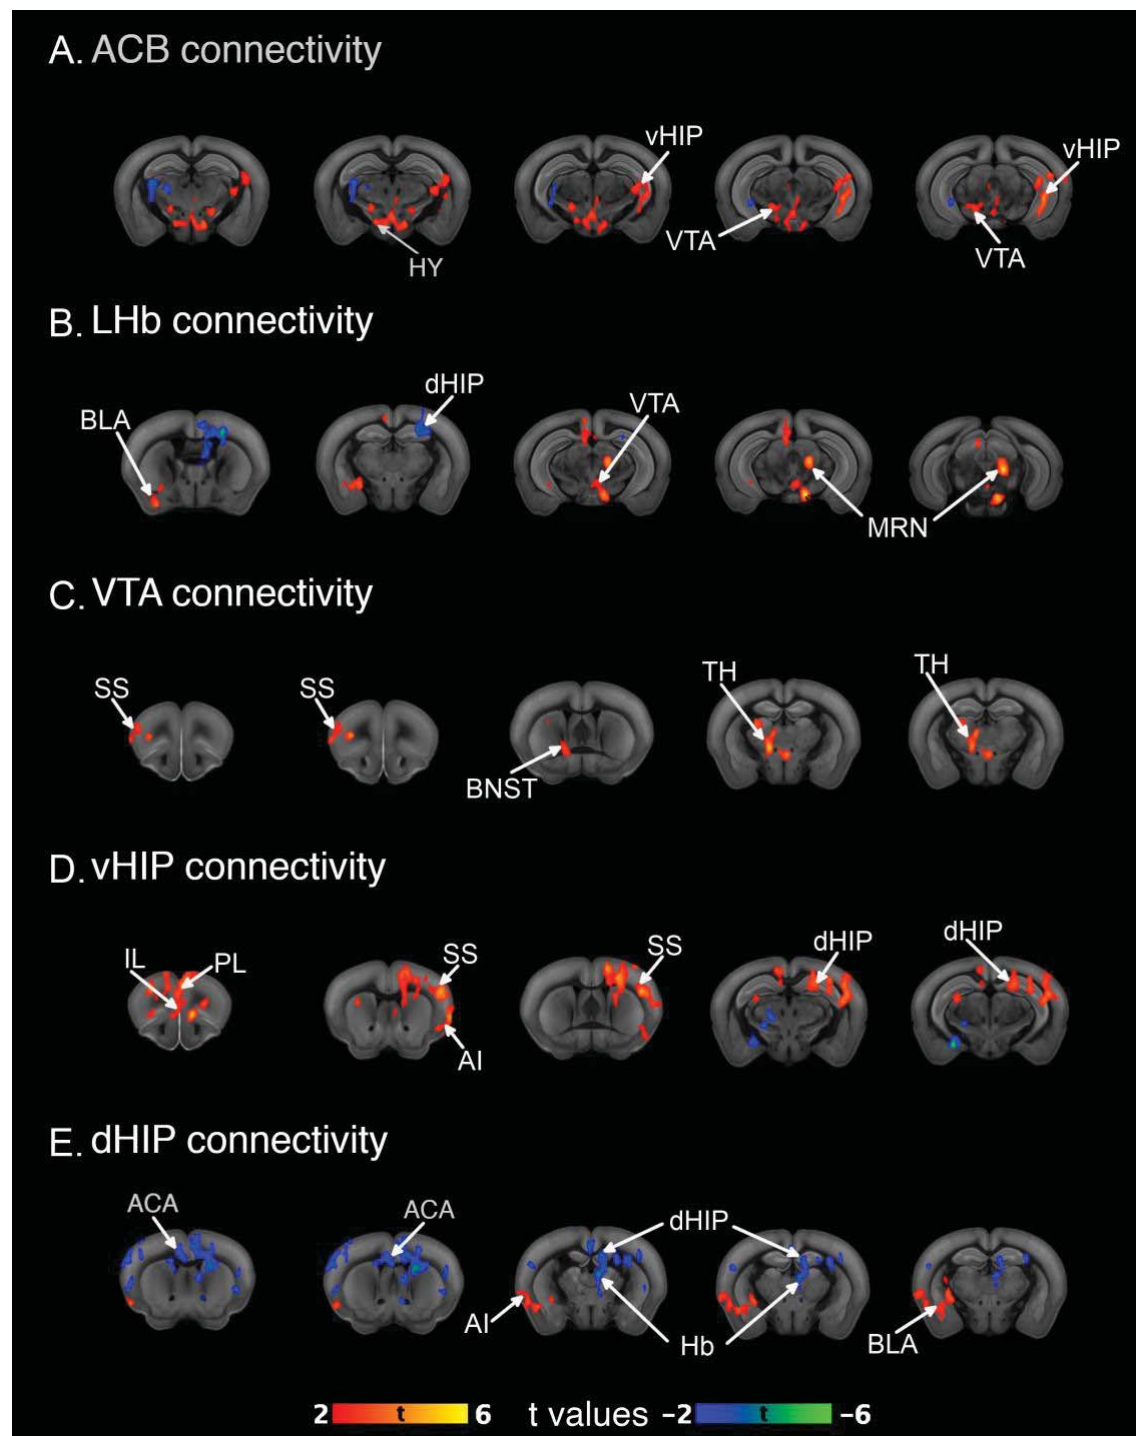 A. ACB connectivity
vHIP
vHIP
VTA
VTA
HY
B. LHb connectivity
dHIP
VTA
BLA
MRN
C. VTA connectivity
SS
SS
TH
TH
BNST
D. vHIP connectivity
IL
PL
SS
SS
dHIP
dHIP
AI
E. dHIP connectivity
ACA
ACA
dHIP
AI
Hb
BLA
2 t 6 t values −2 t −6